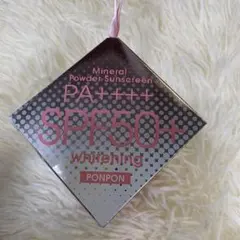 Mineral
Powder Sunscreen
PA++++
SPF50+
whitening
PONPON